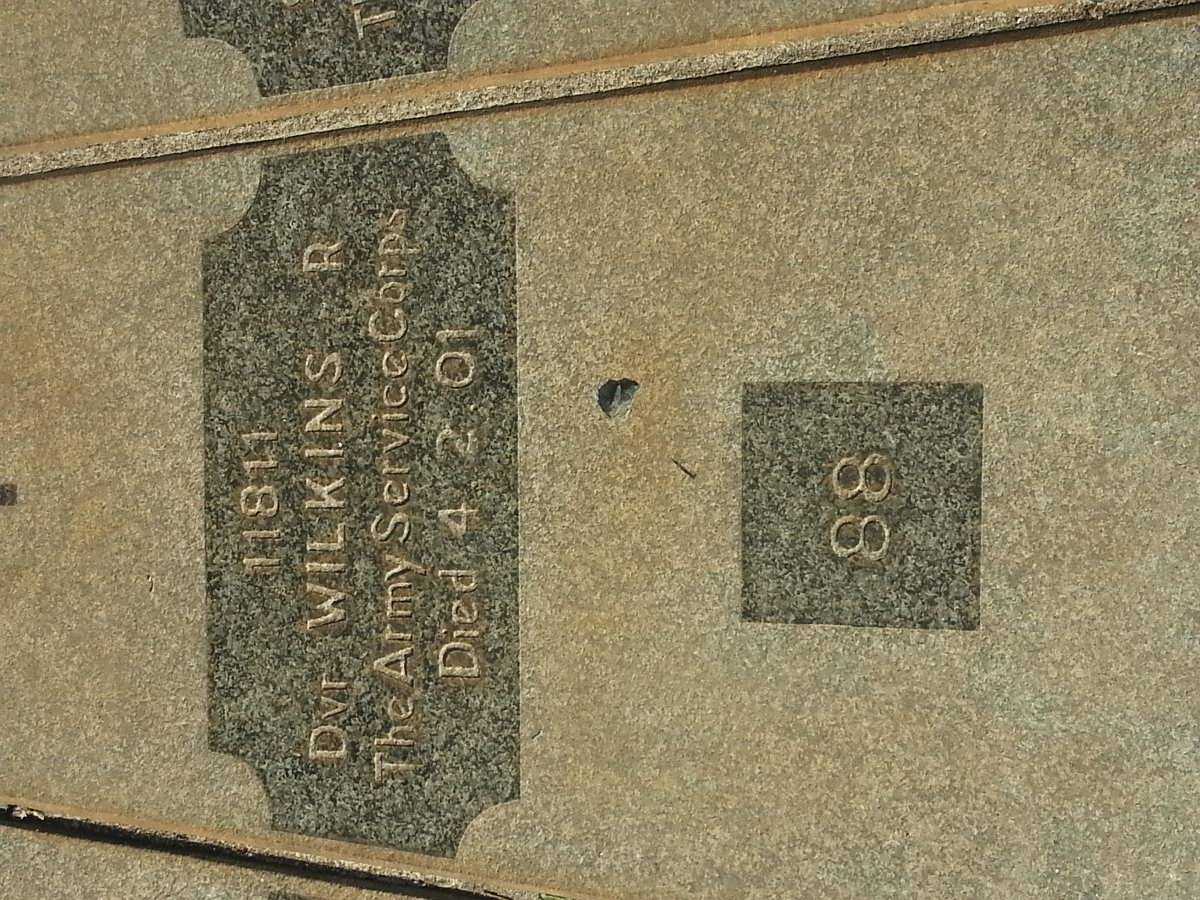 11811
Dvr WILKINS R
The Army Service Corps
Died 4.2.01
88